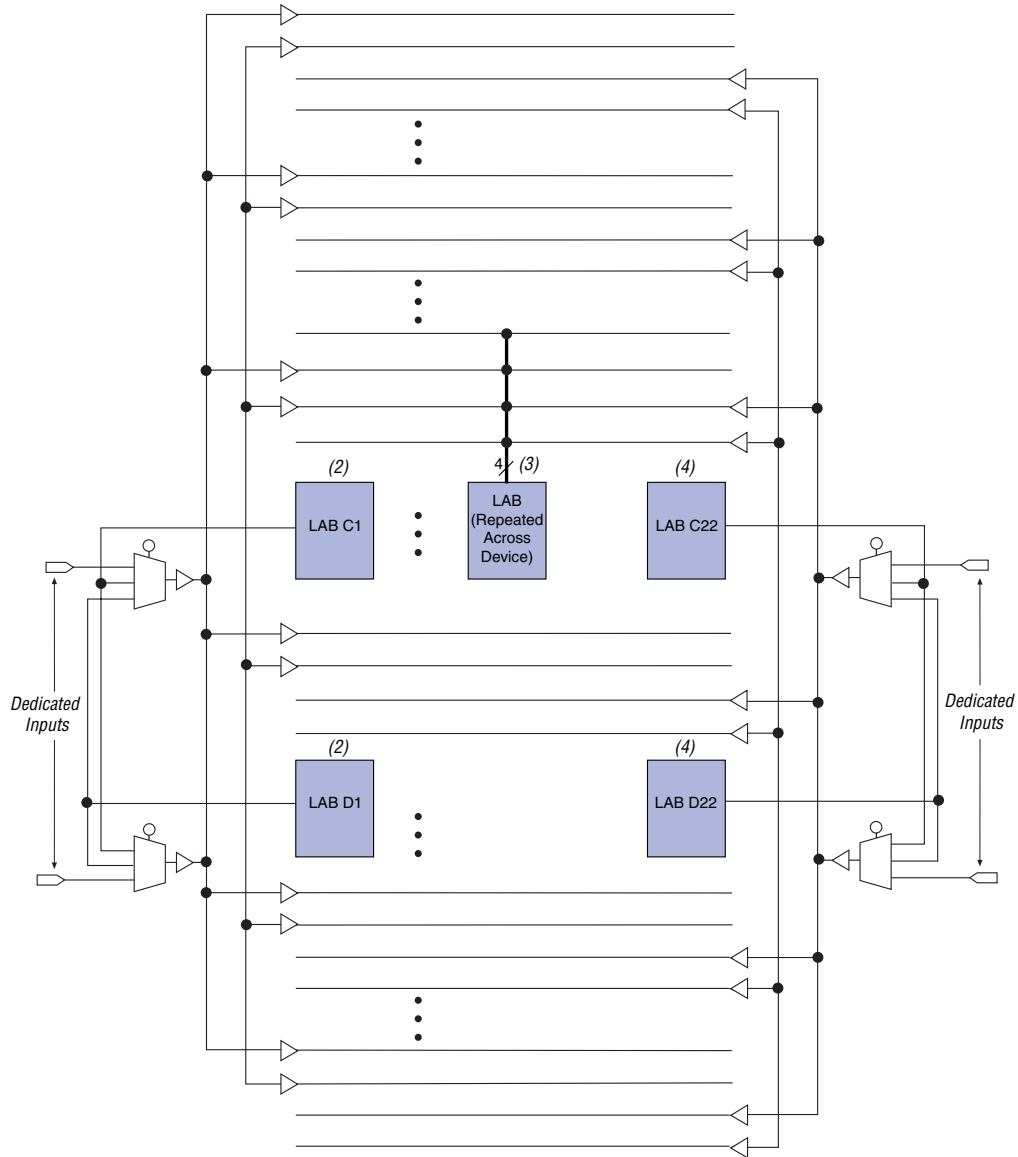 (2)
4
(3)
(4)
LAB C1
LAB
(Repeated
Across
Device)
LAB C22
Dedicated
Inputs
Dedicated
Inputs
(2)
(4)
LAB D1
LAB D22